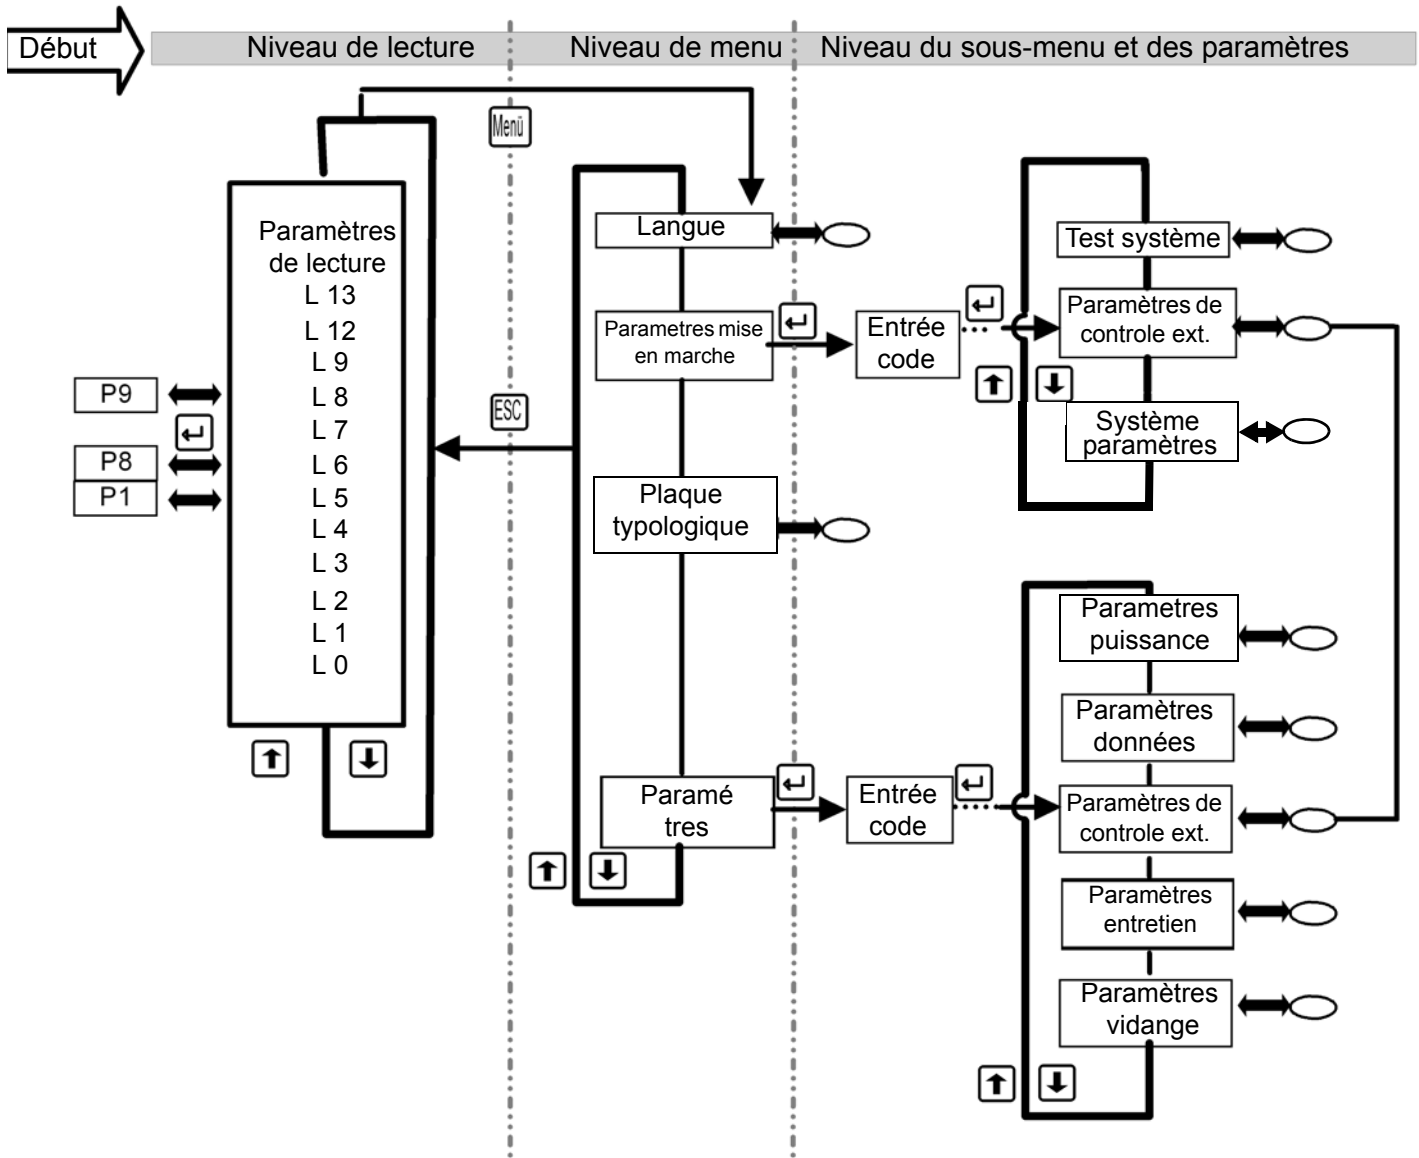 Début
Niveau de lecture
Niveau de menu
Niveau du sous-menu et des paramètres
Menü
Paramètres
de lecture
L 13
L 12
L 9
L 8
L 7
L 6
L 5
L 4
L 3
L 2
L 1
L 0
P9
P8
P1
ESC
Langue
Parametres mise
en marche
Plaque
typologique
Paramé
tres
Entrée
code
Test système
Paramètres de
controle ext.
Système
paramètres
Entrée
code
Parametres
puissance
Paramètres
données
Paramètres de
controle ext.
Paramètres
entretien
Paramètres
vidange